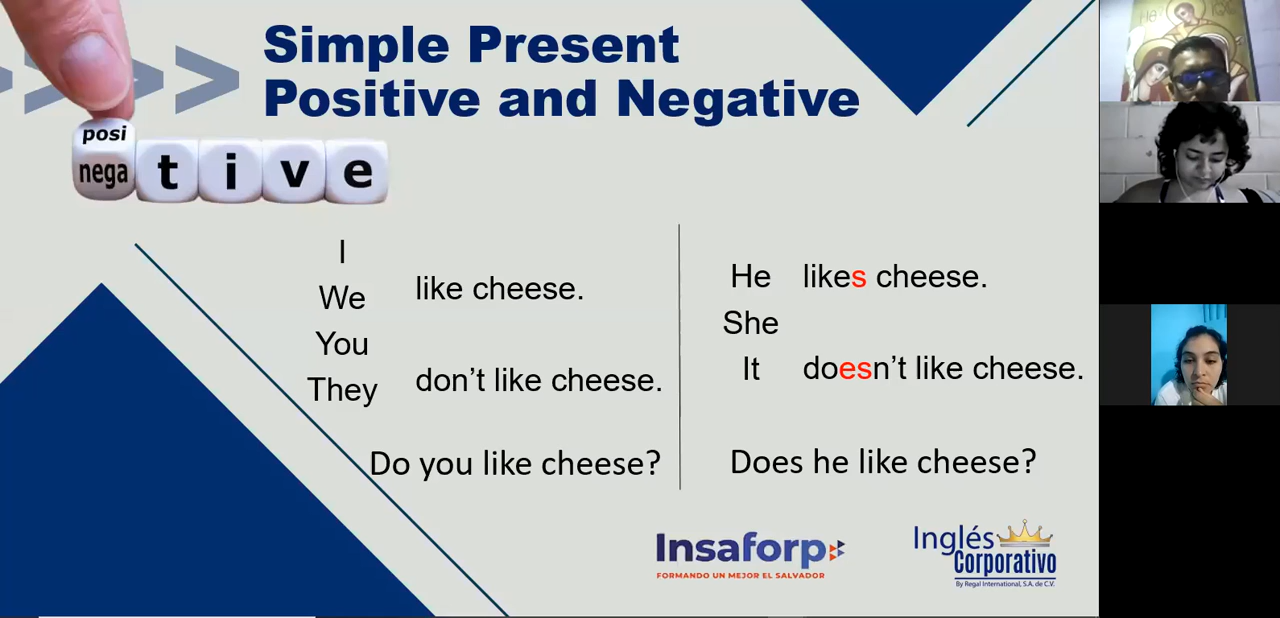 Simple Present
Positive and Negative
posi
nega t i v e
I
We
You
They
like cheese.
don’t like cheese.
Do you like cheese?
He
She
It
likes cheese.
doesn’t like cheese.
Does he like cheese?
Insaforp
FORMANDO UN MEJOR EL SALVADOR
Inglés
Corporativo
By Regal International, S.A. de C.V.